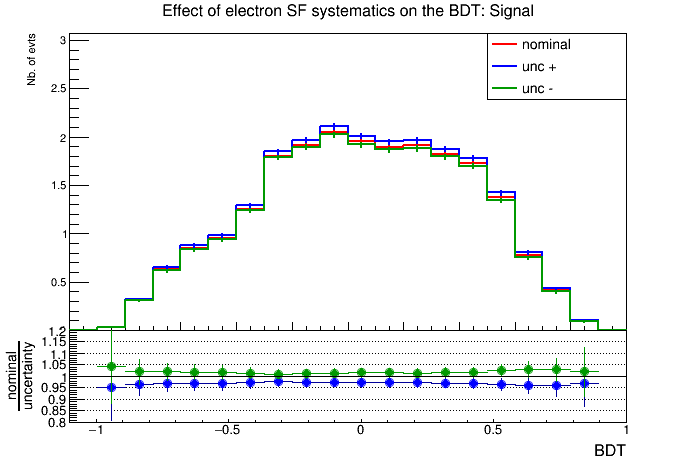 Effect of electron SF systematics on the BDT: Signal
Nb. of evts
3
2.5
2
1.5
1
0.5
nominal
unc +
unc -
nominal
uncertainty
1.2
1.15
1.1
1.05
1
0.95
0.9
0.85
0.8
−1
−0.5
0
0.5
1
BDT